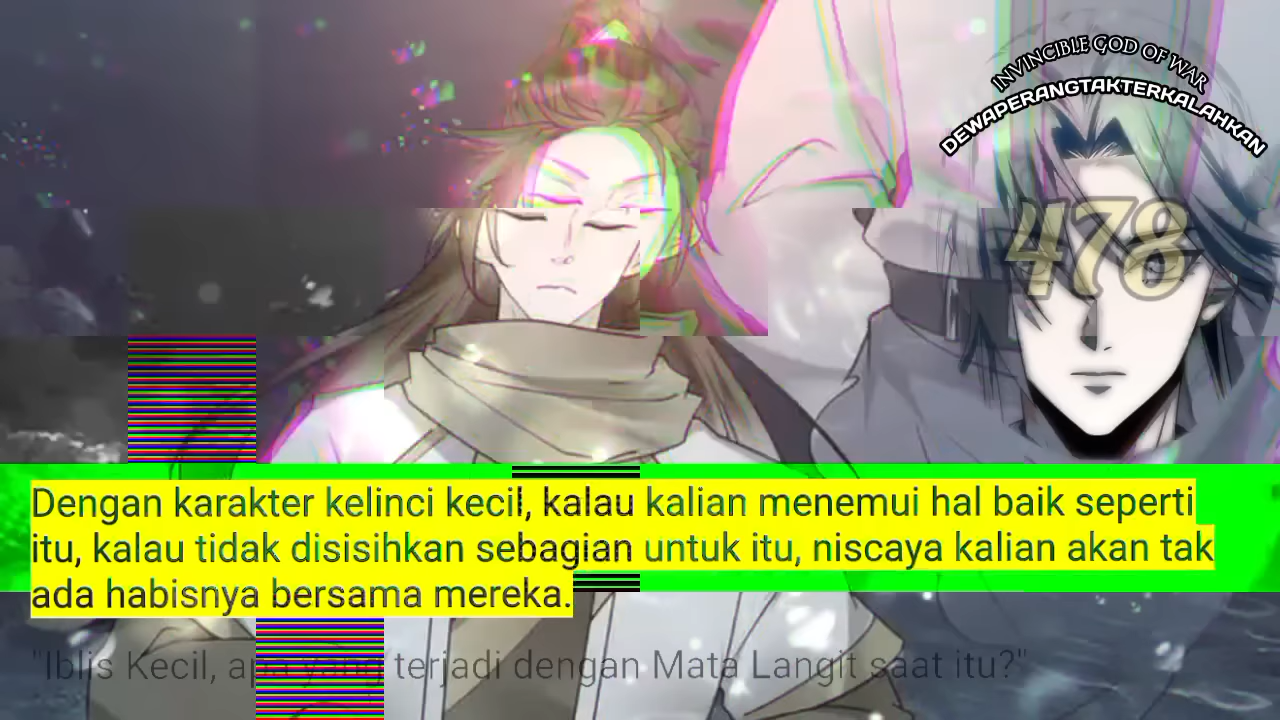 INVINCIBLE GOD OF WAR
DEWAPERANGTAKTERKALAHKAN
478
Dengan karakter kelinci kecil, kalau kalian menemui hal baik seperti
itu, kalau tidak disisihkan sebagian untuk itu, niscaya kalian akan tak
ada habisnya bersama mereka.
"Iblis Kecil, apa yang terjadi dengan Mata Langit saat itu?"